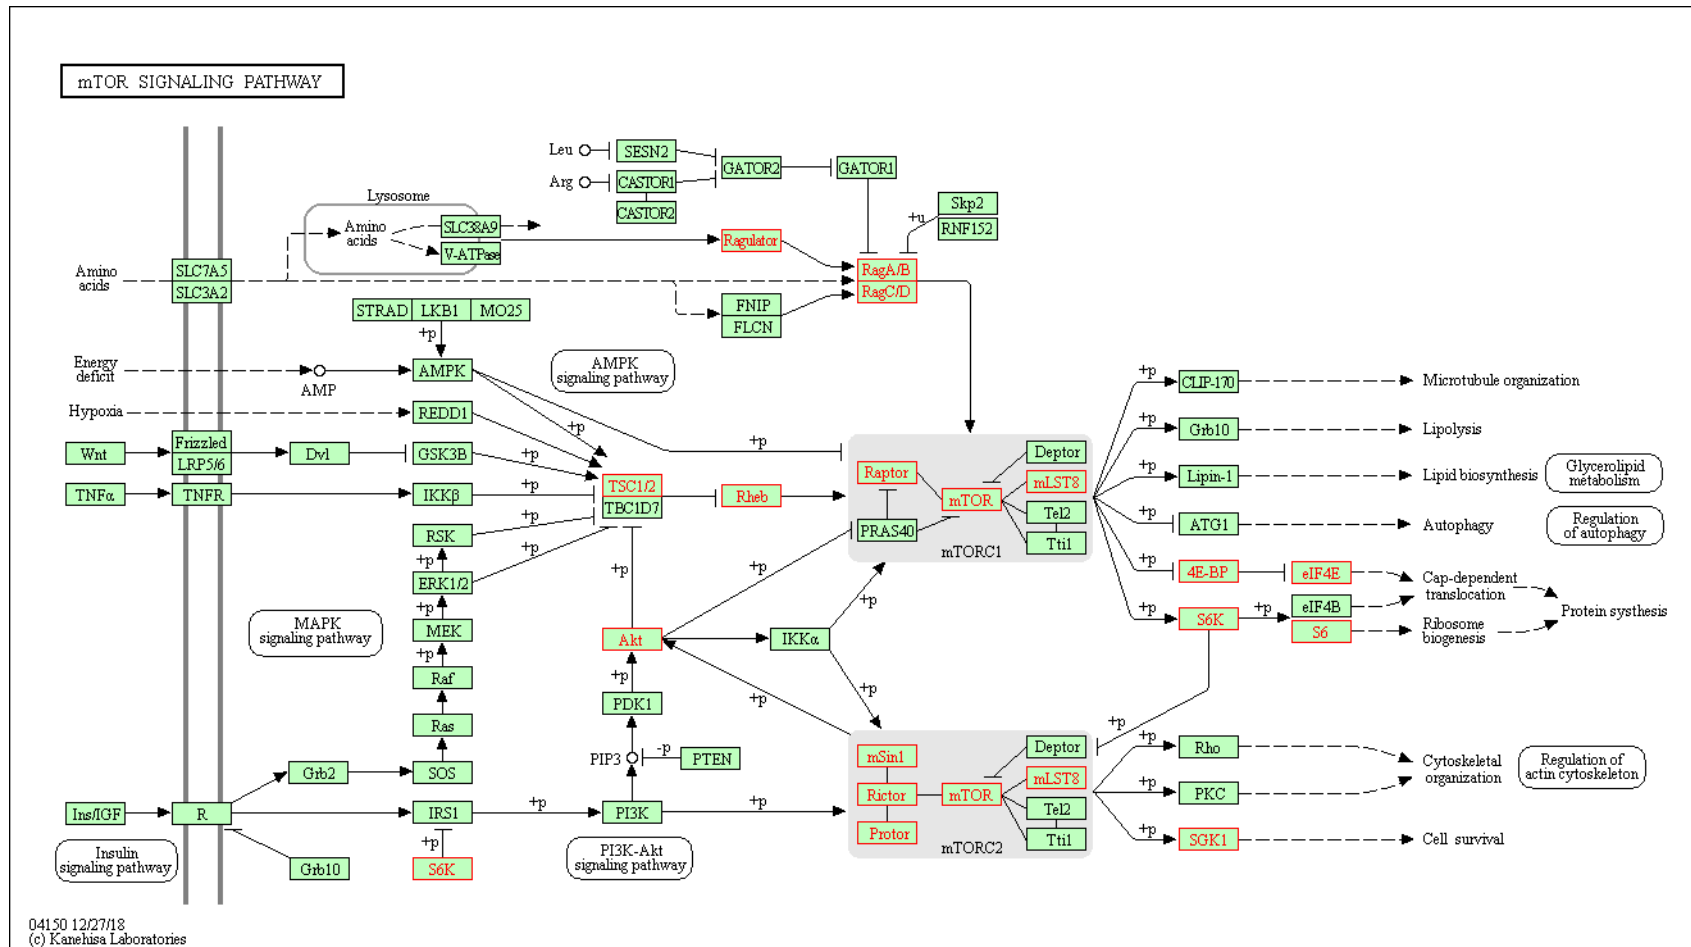 mTOR SIGNALING PATHWAY
Leu
SESN2
GATOR2
GATOR1
Arg
CASTOR1
CASTOR2
Lysosome
Amino
acids
SLC38A9
V-ATPase
Ragulator
+u
Skp2
RNF152
RagA/B
RagC/D
Amino
acids
SLC7A5
SLC3A2
FNIP
FLCN
STRAD
LKB1
MO25
+p
Energy
deficit
AMP
AMPK
AMPK
signaling pathway
Hypoxia
REDD1
+p
+p
Wnt
Frizzled
LRP5/6
Dvl
GSK3B
+p
TNFα
TNFR
IKKβ
+p
TSC1/2
TBC1D7
Rheb
RSK
+p
+p
+p
ERK1/2
+p
MEK
+p
Raf
Ras
SOS
Grb2
MAPK
signaling pathway
+p
Akt
+p
PDK1
PIP3
-p
PTEN
IKKα
+p
+p
+p
+p
Raptor
mTOR
Deptor
mLST8
Tel2
Tti1
PRAS40
mTORC1
+p
CLIP-170
Microtubule organization
+p
Grb10
Lipolysis
+p
Lipin-1
Lipid biosynthesis
Glycerolipid
metabolism
+p
ATG1
Autophagy
Regulation
of autophagy
+p
4E-BP
eIF4E
Cap-dependent
translocation
+p
S6K
+p
eIF4B
S6
Ribosome
biogenesis
Protein systhesis
+p
mSin1
Rictor
Protor
mTOR
Deptor
mLST8
Tel2
Tti1
mTORC2
+p
Rho
Cytoskeletal
organization
Regulation of
actin cytoskeleton
PKC
+p
SGK1
Cell survival
Ins/IGF
R
IRS1
+p
PI3K
+p
Insulin
signaling pathway
Grb10
+p
S6K
PI3K-Akt
signaling pathway
04150 12/27/18
(c) Kanehisa Laboratories